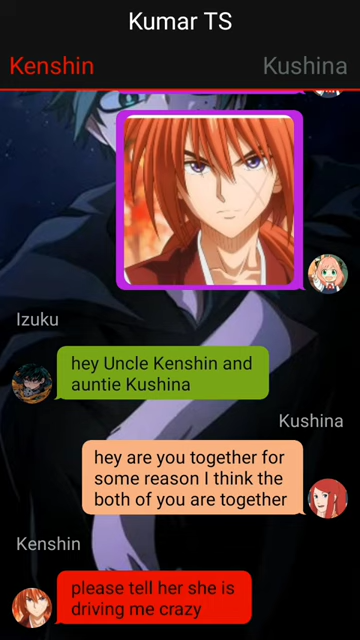 Kumar TS
Kenshin
Kushina
Izuku
hey Uncle Kenshin and
auntie Kushina
Kushina
hey are you together for
some reason I think the
both of you are together
Kenshin
please tell her she is
driving me crazy